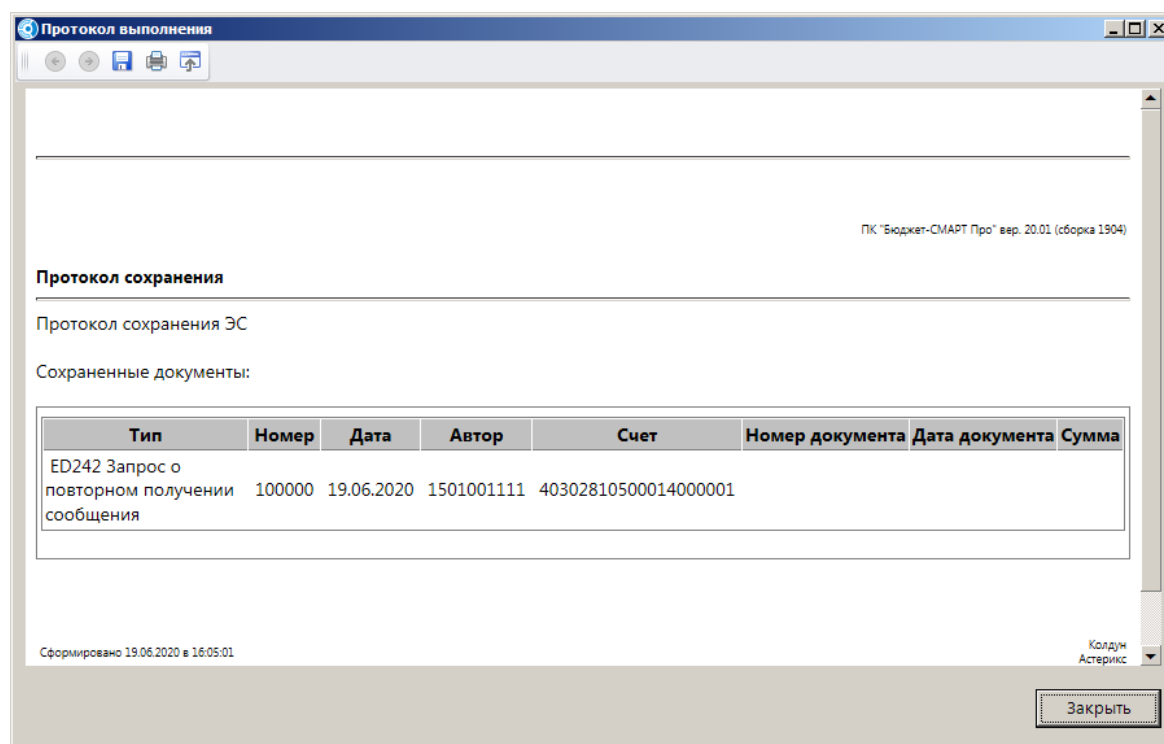 Протокол выполнения
ПК "Бюджет-СМАРТ Про" вер. 20.01 (сборка 1904)
Протокол сохранения
Протокол сохранения ЭС
Сохраненные документы:
Тип Номер Дата Автор Счет Номер документа Дата документа Сумма
ED242 Запрос о
повторном получении 100000 19.06.2020 1501001111 40302810500014000001
сообщения
Сформировано 19.06.2020 в 16:05:01
Колдун
Астерикс
Закрыть